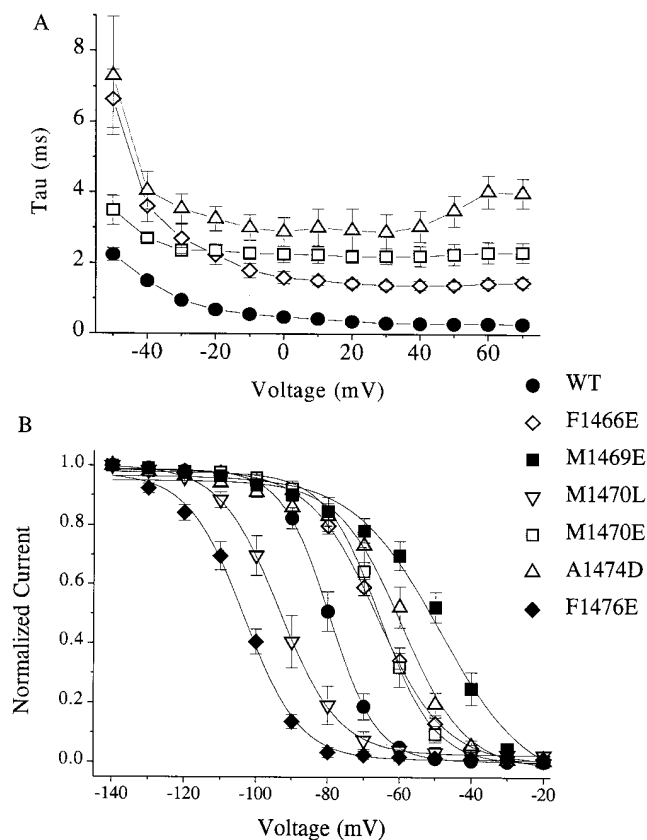 A
8
6
4
2
0
Tau (ms)
-40 -20 0 20 40 60
Voltage (mV)
WT
F1466E
M1469E
M1470L
M1470E
A1474D
F1476E
B
1.0
0.8
0.6
0.4
0.2
0.0
Normalized Current
-140 -120 -100 -80 -60 -40 -20
Voltage (mV)